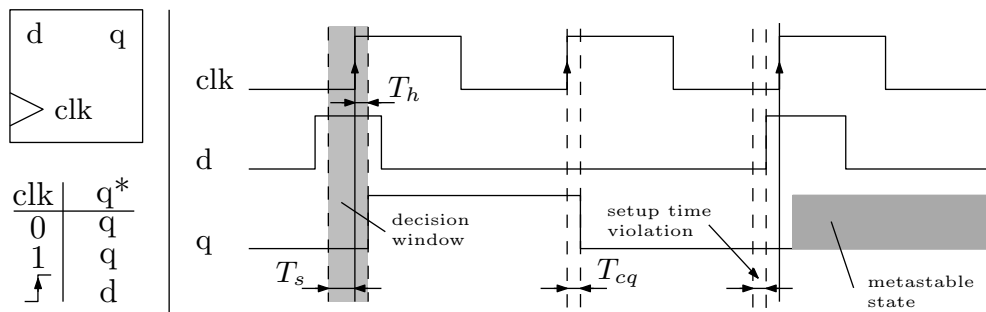 d q
clk
clk q*
0 q
1 q
d
clk
T_h
d
q
decision
window
setup time
violation
T_s
T_cq
metastable
state